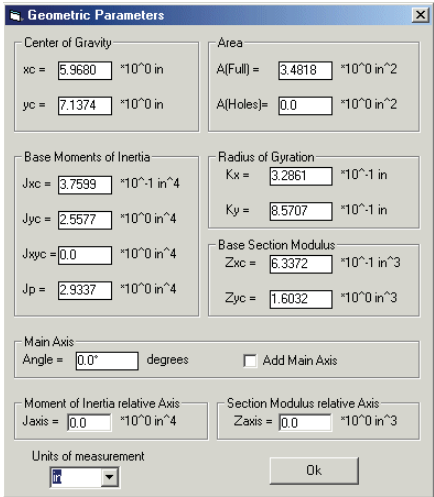 Geometric Parameters
Center of Gravity
xc = 5.9680 *10^0 in
yc = 7.1374 *10^0 in
Area
A(Full) = 3.4818 *10^0 in^2
A(Holes)= 0.0 *10^0 in^2
Base Moments of Inertia
Jxc = 3.7599 *10^-1 in^4
Jyc = 2.5577 *10^0 in^4
Jxyc = 0.0 *10^0 in^4
Jp = 2.9337 *10^0 in^4
Radius of Gyration
Kx = 3.2861 *10^-1 in
Ky = 8.5707 *10^-1 in
Base Section Modulus
Zxc = 6.3372 *10^-1 in^3
Zyc = 1.6032 *10^0 in^3
Main Axis
Angle = 0.0° degrees
Add Main Axis
Moment of Inertia relative Axis
Jaxis = 0.0 *10^0 in^4
Section Modulus relative Axis
Zaxis = 0.0 *10^0 in^3
Units of measurement
in
Ok